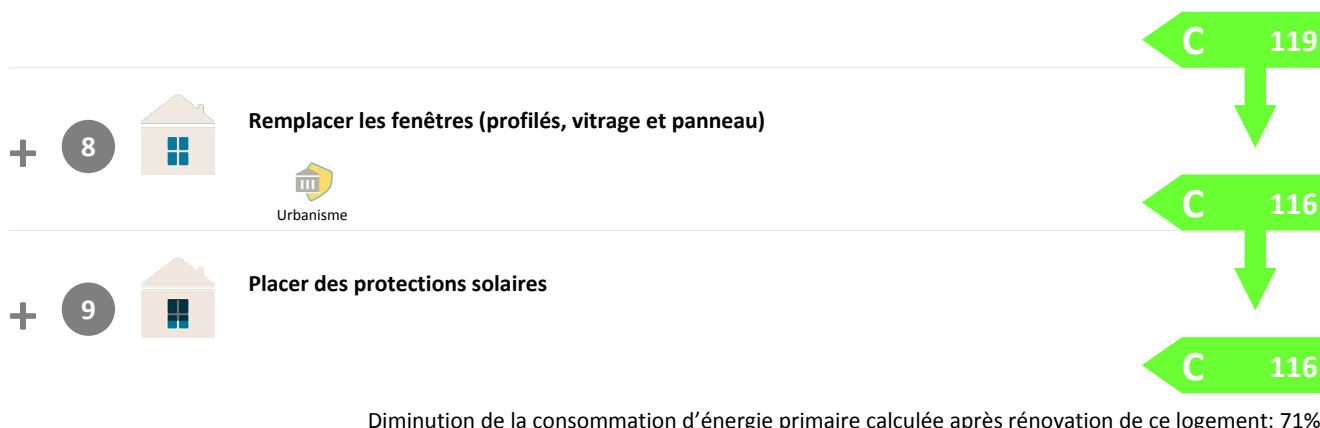 C 119
+ 8 Remplacer les fenêtres (profilés, vitrage et panneau)
Urbanisme
C 116
+ 9 Placer des protections solaires
C 116
Diminution de la consommation d'énergie primaire calculée après rénovation de ce logement: 71%